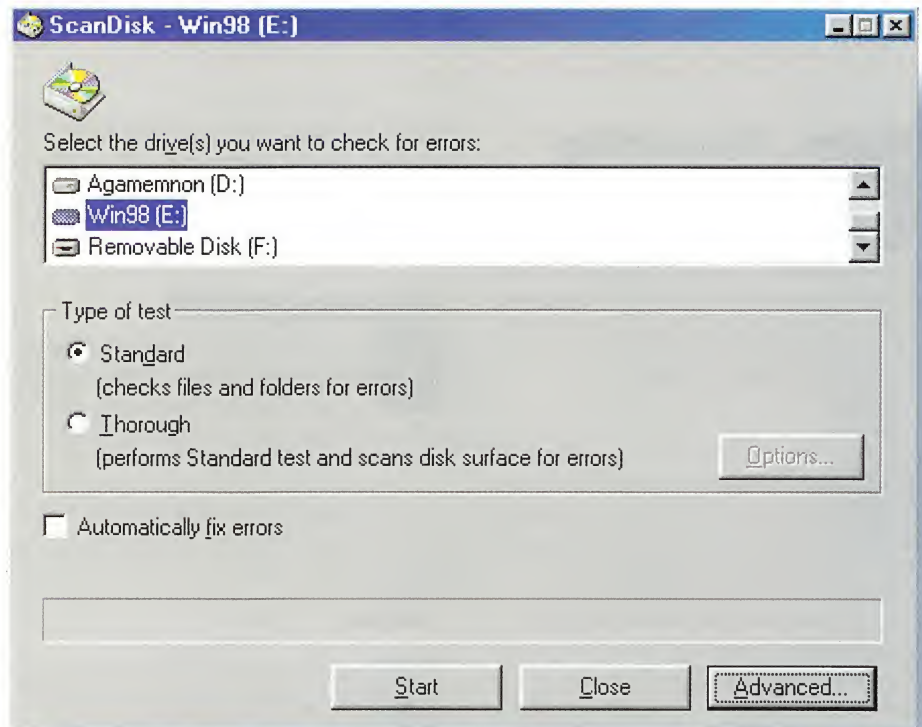 ScanDisk - Win98 (E:)
Select the drive(s) you want to check for errors:
Agamemnon (D:)
Win98 (E:)
Removable Disk (F:)
Type of test
Standard
(checks files and folders for errors)
Thorough
(performs Standard test and scans disk surface for errors)
Options...
Automatically fix errors
Start
Close
Advanced...